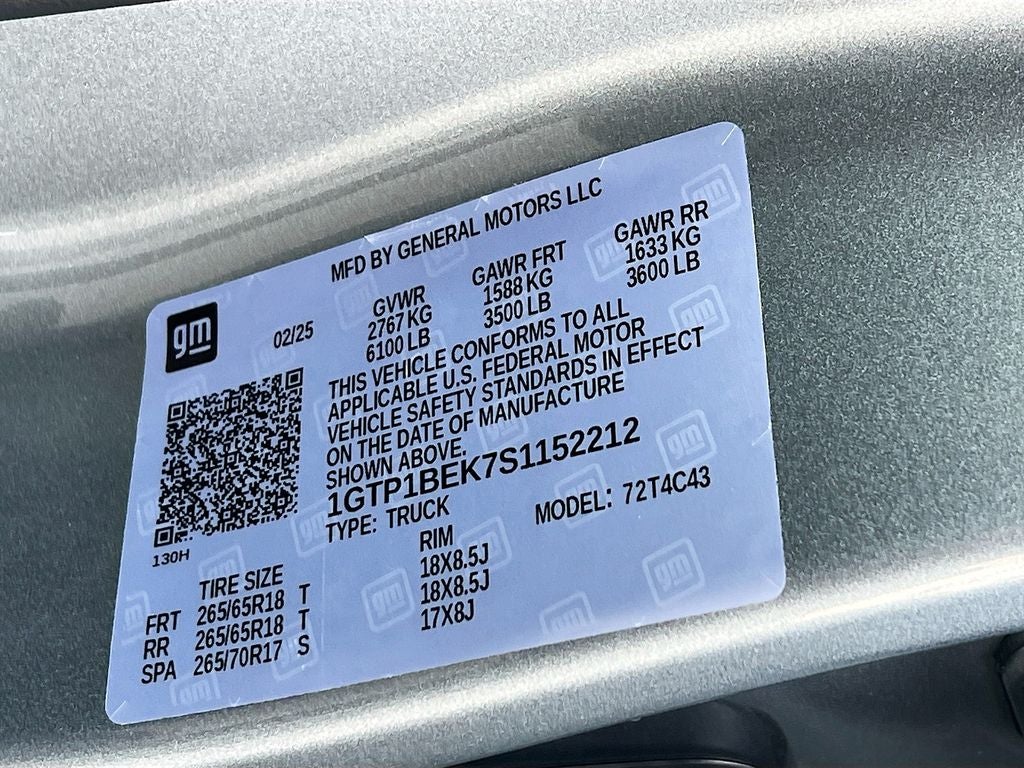 MFD BY GENERAL MOTORS LLC
gm
02/25
GVWR GAWR FRT GAWR RR
2767 KG 1588 KG 1633 KG
6100 LB 3500 LB 3600 LB
THIS VEHICLE CONFORMS TO ALL
APPLICABLE U.S. FEDERAL MOTOR
VEHICLE SAFETY STANDARDS IN EFFECT
ON THE DATE OF MANUFACTURE
SHOWN ABOVE.
1GTP1BEK7S1152212
TYPE: TRUCK MODEL: 72T4C43
130H
TIRE SIZE RIM
FRT 265/65R18 T 18X8.5J
RR 265/65R18 T 18X8.5J
SPA 265/70R17 S 17X8J